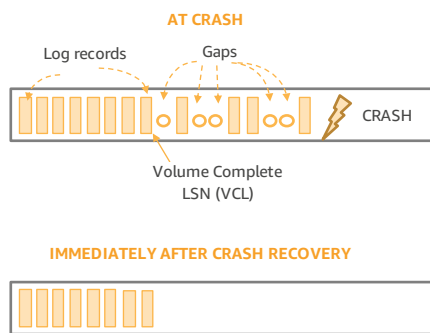 AT CRASH
Log records
Gaps
CRASH
Volume Complete
LSN (VCL)
IMMEDIATELY AFTER CRASH RECOVERY